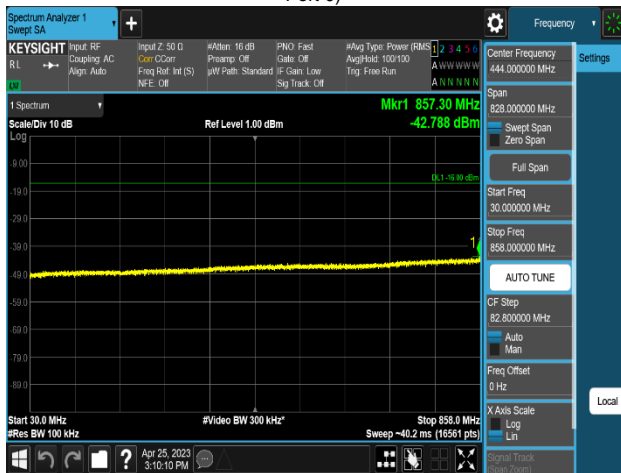 Spectrum Analyzer 1
Swept SA
Frequency
KEYSIGHT
RL
Input: RF
Coupling: AC
Align: Auto
Input Z: 50 Ω
Corr CCorr
Freq Ref: Int (S)
NFE: Off
#Atten: 16 dB
Preamp: Off
µW Path: Standard
PNO: Fast
Gate: Off
IF Gain: Low
Sig Track: Off
#Avg Type: Power (RMS
Avg|Hold: 100/100
Trig: Free Run
1 2 3 4 5 6
A W W W W W
A N N N N N
1 Spectrum
Scale/Div 10 dB
Log
Ref Level 1.00 dBm
Mkr1 857.30 MHz
-42.788 dBm
-9.00
DL1 -16.00 dBm
-19.0
-29.0
-39.0
1
-49.0
-59.0
-69.0
-79.0
-89.0
Start 30.0 MHz
#Res BW 100 kHz
#Video BW 300 kHz*
Stop 858.0 MHz
Sweep ~40.2 ms (16561 pts)
Apr 25, 2023
3:10:10 PM
Center Frequency
444.000000 MHz
Settings
Span
828.000000 MHz
Swept Span
Zero Span
Full Span
Start Freq
30.000000 MHz
Stop Freq
858.000000 MHz
AUTO TUNE
CF Step
82.800000 MHz
Auto
Man
Freq Offset
0 Hz
X Axis Scale
Log
Lin
Local
Signal Track
(Span Zoom)